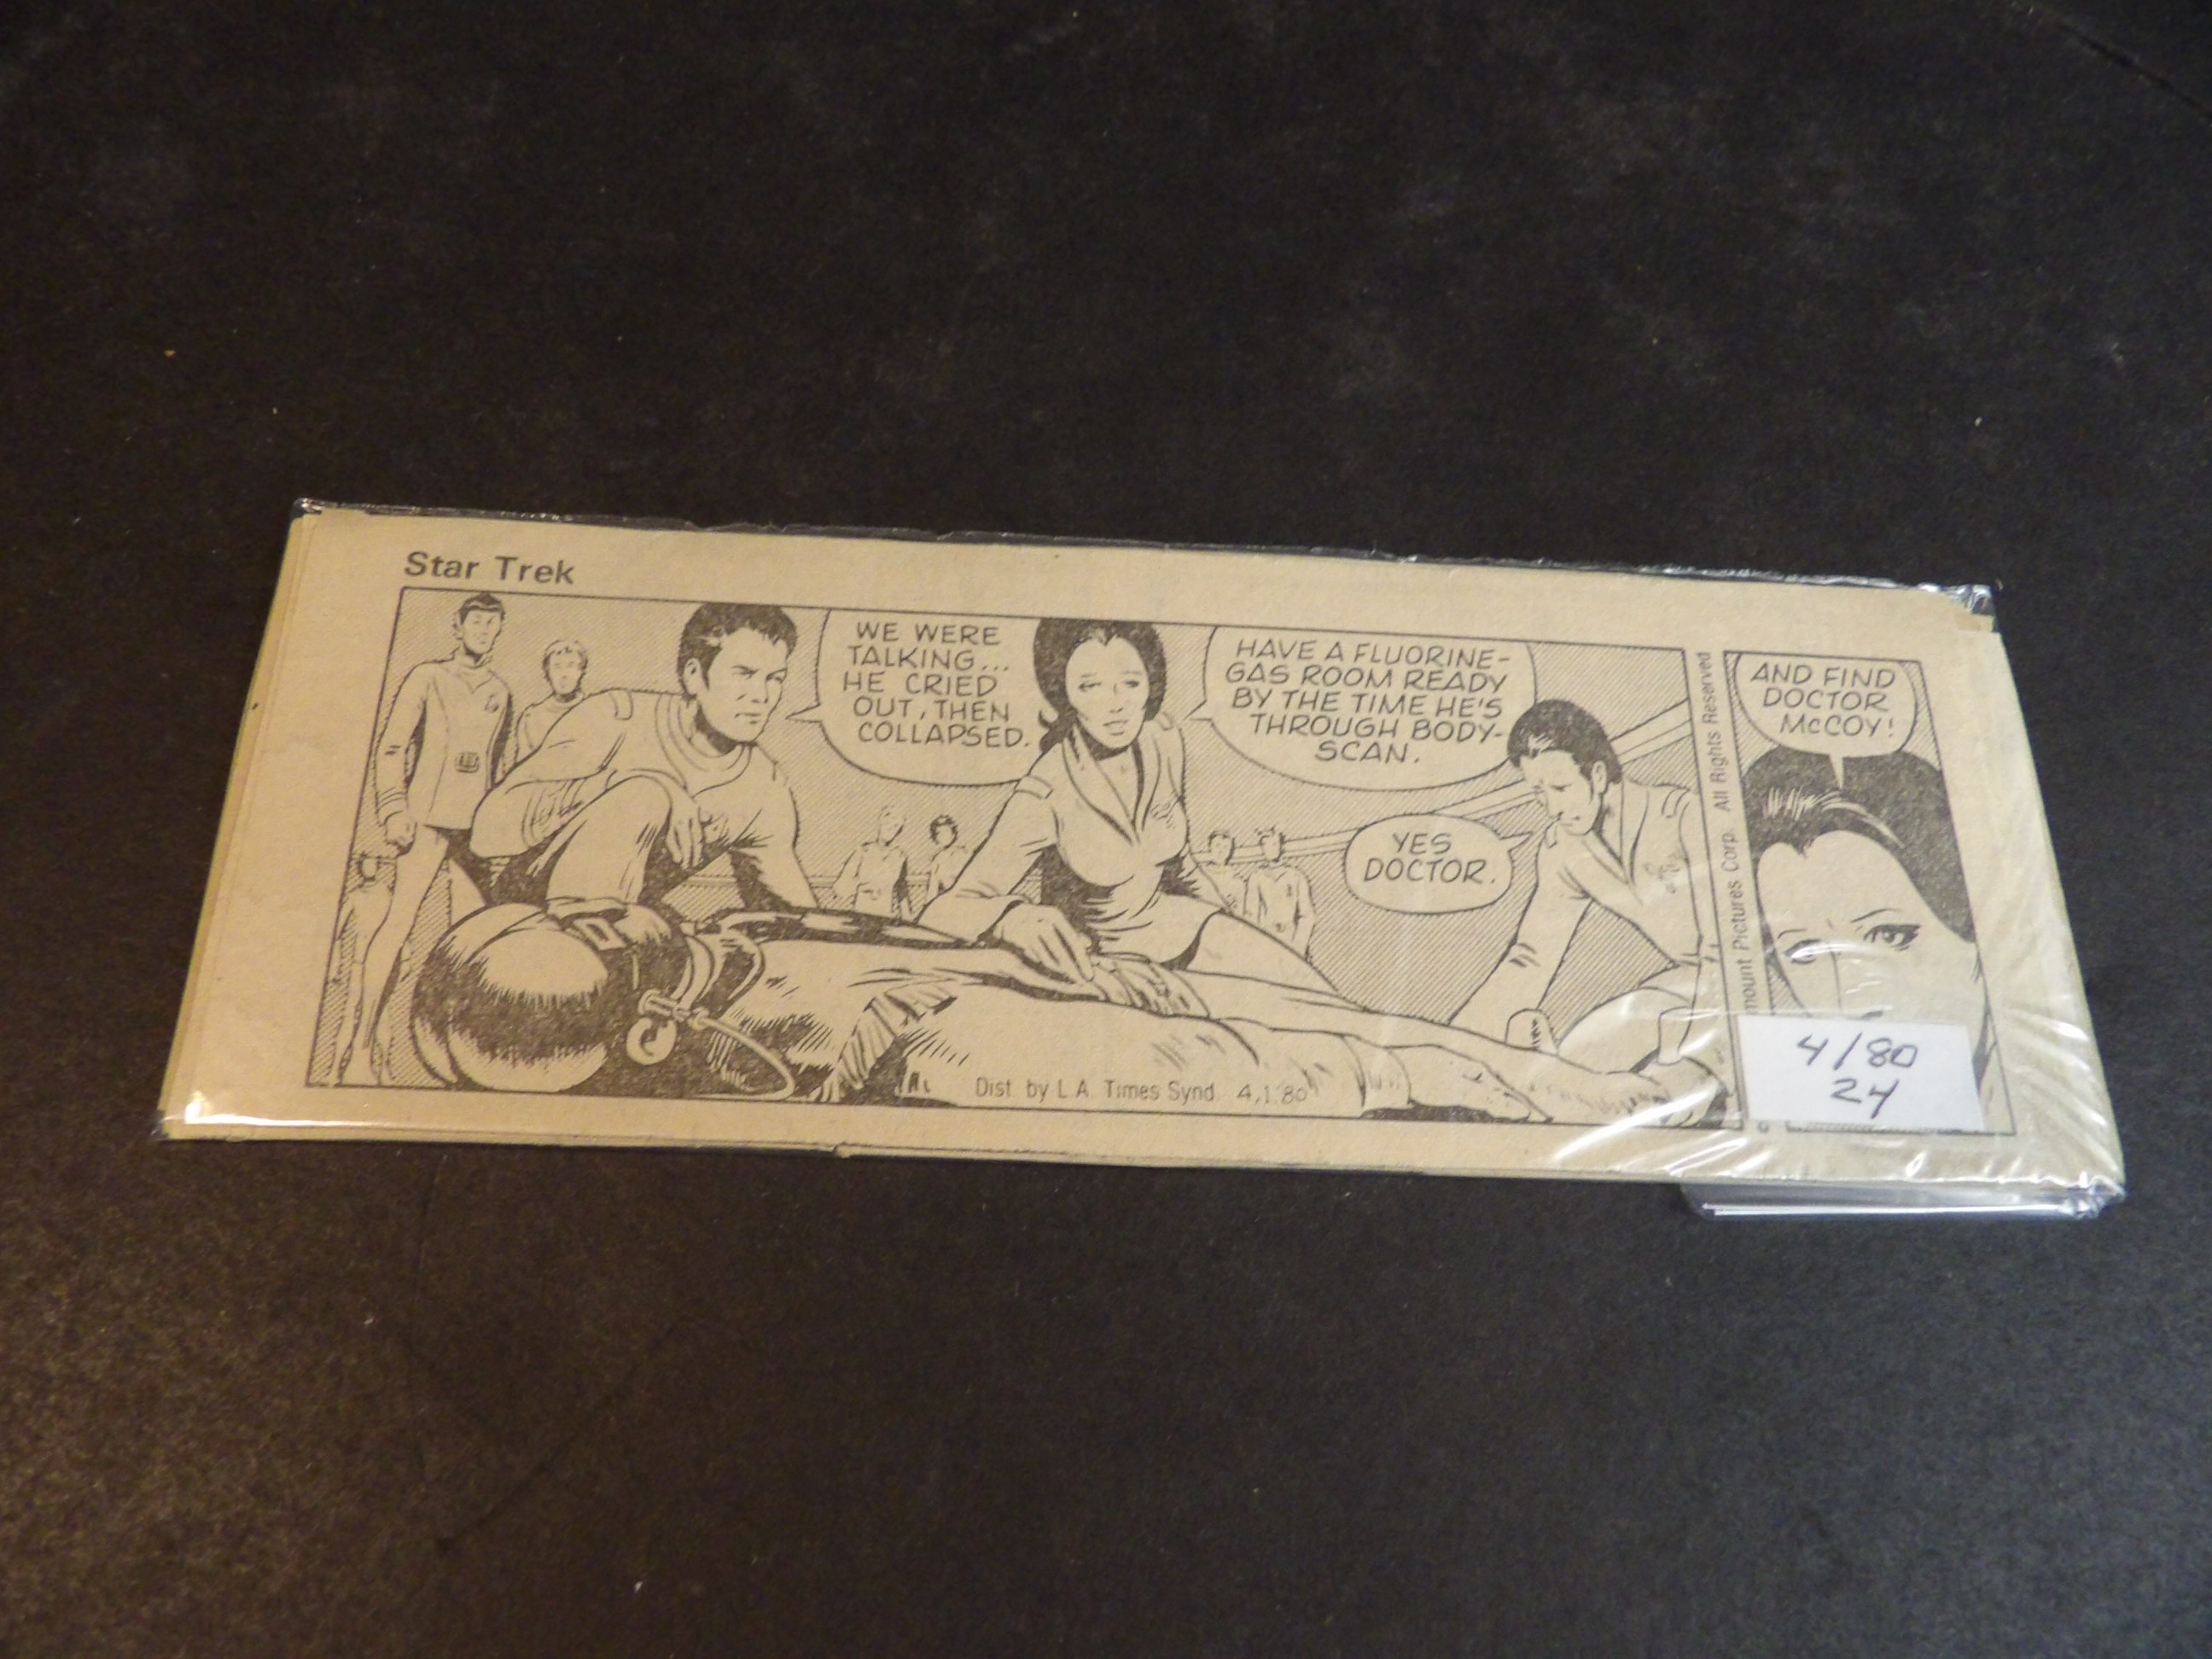 Star Trek
WE WERE
TALKING...
HE CRIED
OUT, THEN
COLLAPSED.
HAVE A FLUORINE-
GAS ROOM READY
BY THE TIME HE'S
THROUGH BODY-
SCAN.
YES
DOCTOR.
Dist. by L.A. Times Synd. 4,1,80
Pictures Corp. All Rights Reserved
AND FIND
DOCTOR
McCOY!
4/80
24